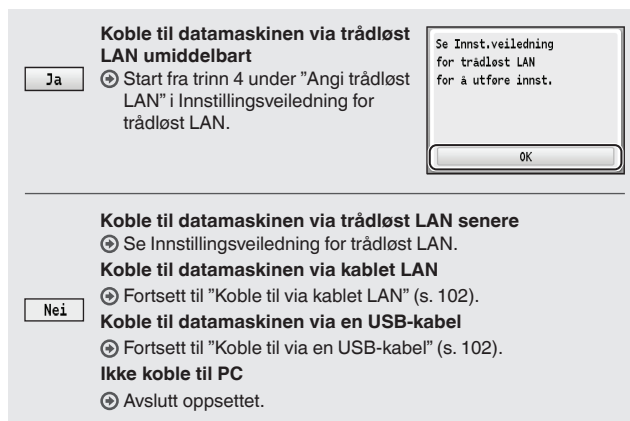 Ja
Koble til datamaskinen via trådløst
LAN umiddelbart
Start fra trinn 4 under ”Angi trådløst
LAN” i Innstillingsveiledning for
trådløst LAN.
Se Innst.veiledning
for trådløst LAN
for å utføre innst.
OK
Nei
Koble til datamaskinen via trådløst LAN senere
Se Innstillingsveiledning for trådløst LAN.
Koble til datamaskinen via kablet LAN
Fortsett til ”Koble til via kablet LAN” (s. 102).
Koble til datamaskinen via en USB-kabel
Fortsett til ”Koble til via en USB-kabel” (s. 102).
Ikke koble til PC
Avslutt oppsettet.